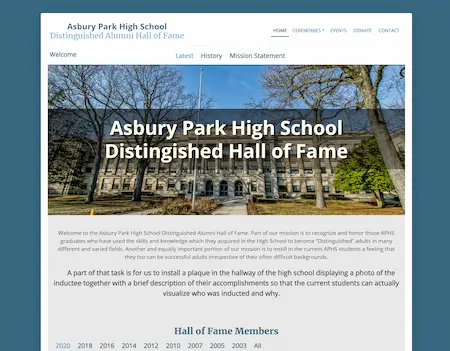 Asbury Park High School
Distinguished Alumni Hall of Fame
HOME CEREMONIES EVENTS DONATE CONTACT
Welcome
Latest History Mission Statement
Asbury Park High School
Distingished Hall of Fame
Welcome to the Asbury Park High School Distinguished Alumni Hall of Fame. Part of our mission is to recognize and honor those APHS
graduates who have used the skills and knowledge which they acquired in the High School to become "Distinguished" adults in many
different and varied fields. Another and equally important portion of our mission is to instill in the current APHS students a feeling that
they too can be successful adults irrespective of their often difficult backgrounds.
A part of that task is for us to install a plaque in the hallway of the high school displaying a photo of the
inductee together with a brief description of their accomplishments so that the current students can actually
visualize who was inducted and why.
Hall of Fame Members
2020 2018 2016 2014 2012 2010 2007 2005 2003 All